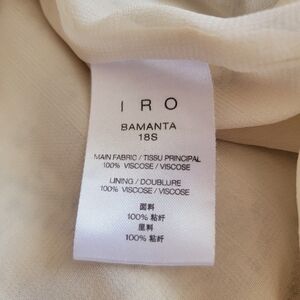 IRO
BAMANTA
18S
MAIN FABRIC / TISSU PRINCIPAL
100% VISCOSE / VISCOSE
LINING / DOUBLURE
100% VISCOSE / VISCOSE
面料
100% 粘纤
里料
100% 粘纤